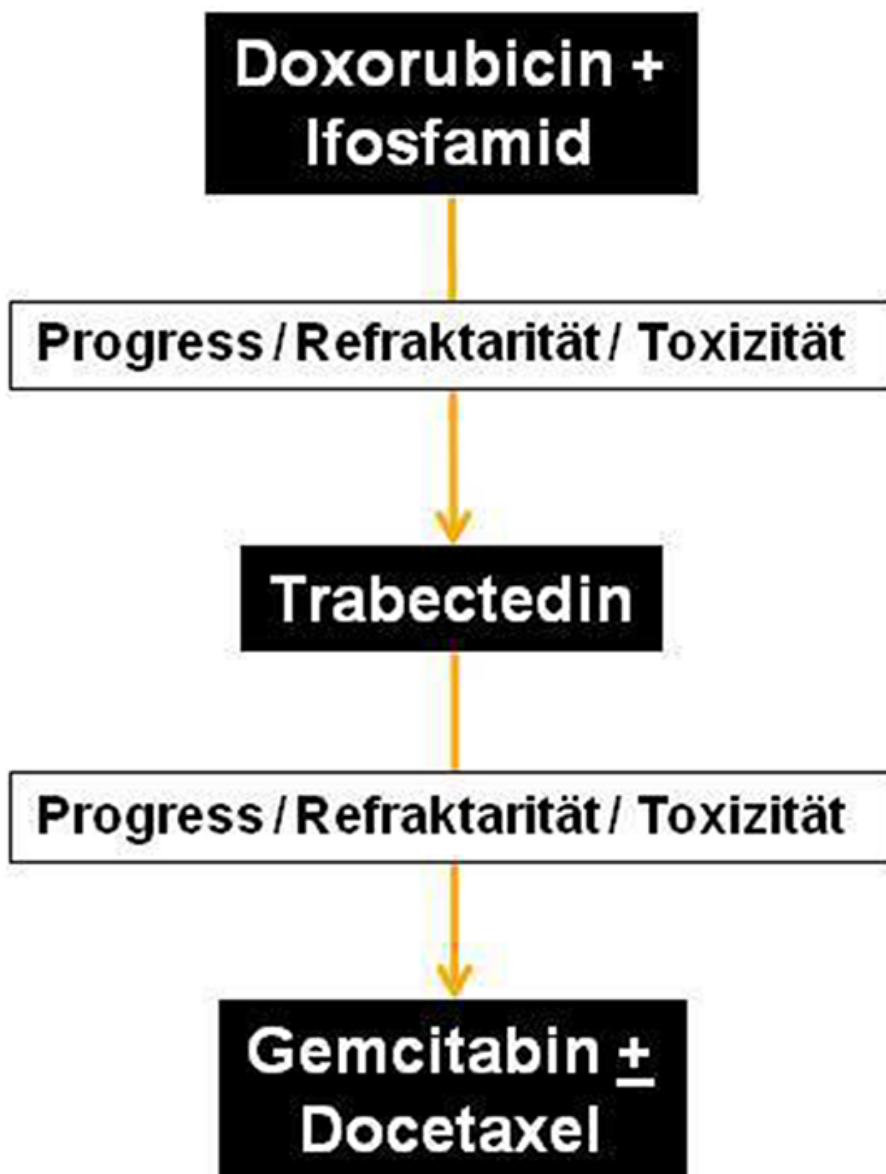 Doxorubicin +
Ifosfamid
Progress / Refraktarität / Toxizität
Trabectedin
Progress / Refraktarität / Toxizität
Gemcitabin ±
Docetaxel